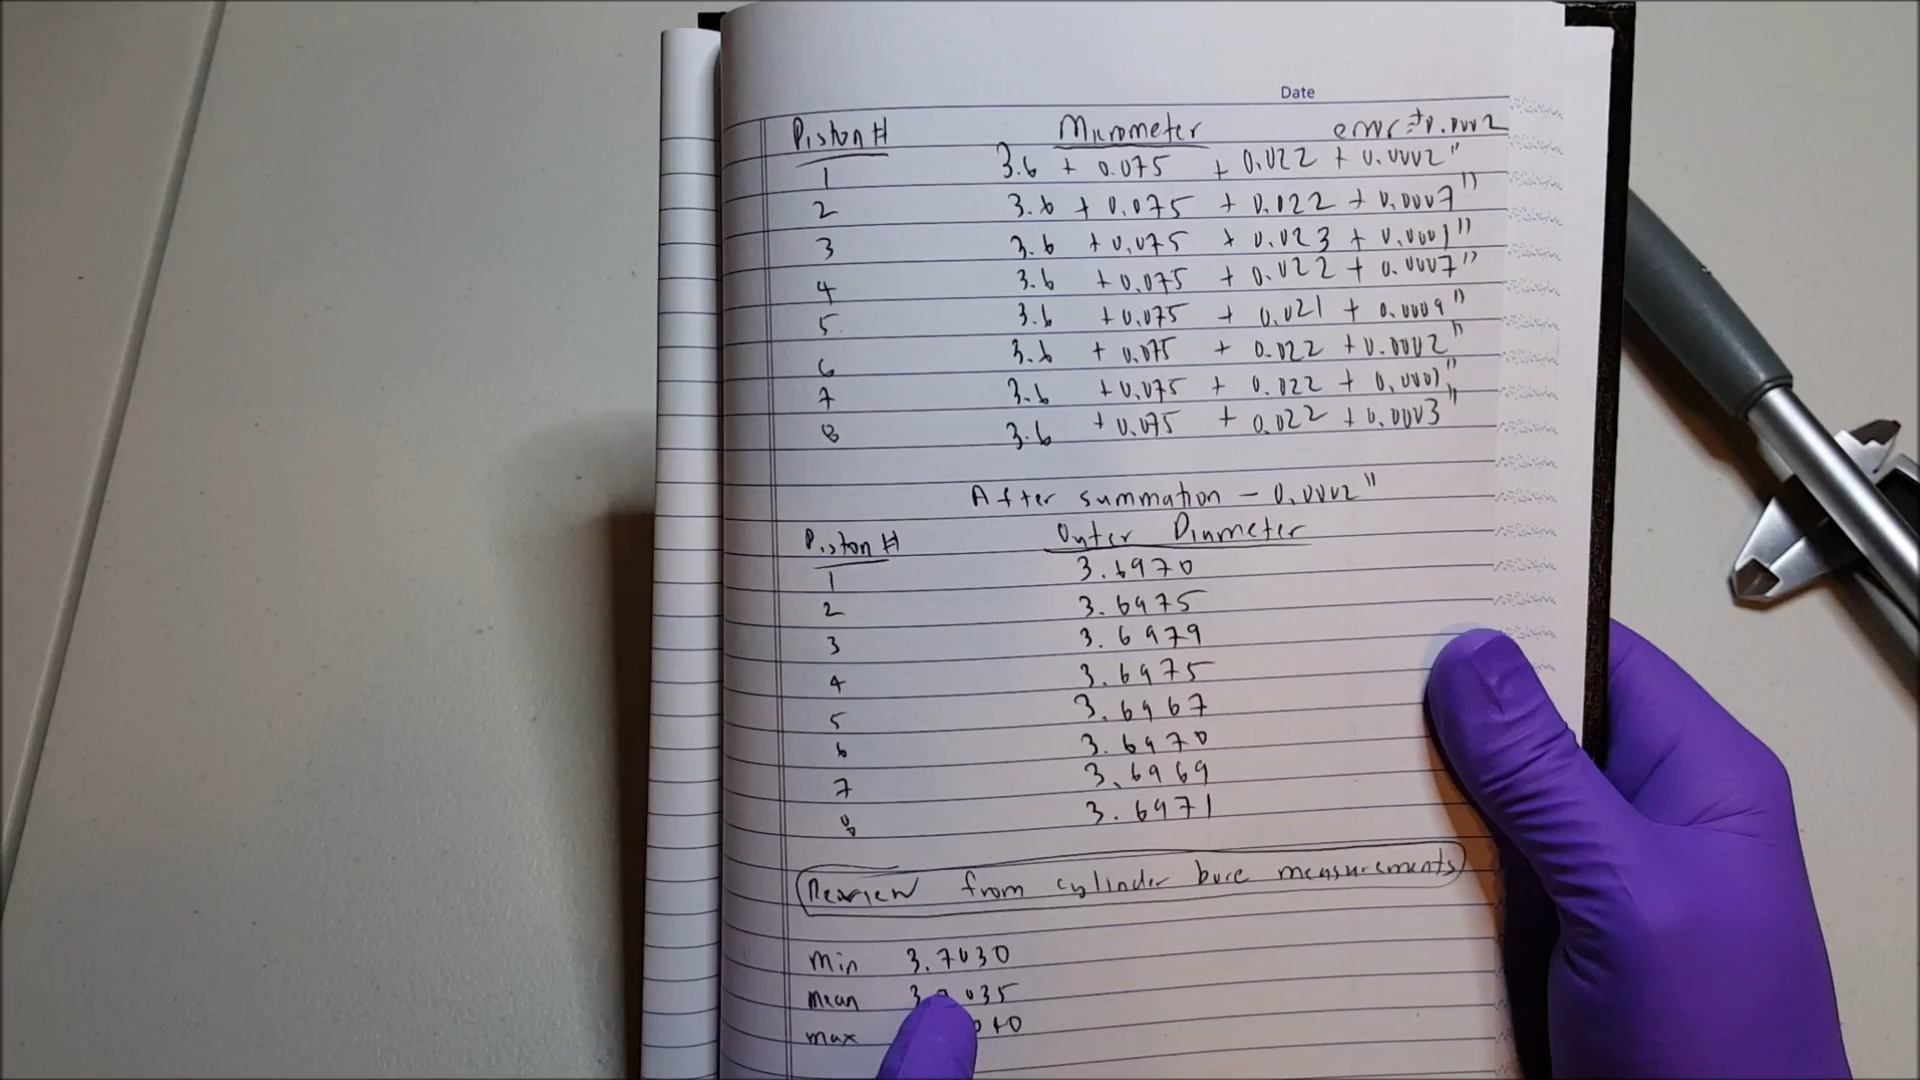 Date
Piston # Micrometer error=±0.0002
1 3.6 + 0.075 + 0.022 + 0.0002"
2 3.6 + 0.075 + 0.022 + 0.0007"
3 3.6 + 0.075 + 0.023 + 0.0001"
4 3.6 + 0.075 + 0.022 + 0.0007"
5 3.6 + 0.075 + 0.021 + 0.0009"
6 3.6 + 0.075 + 0.022 + 0.0002"
7 3.6 + 0.075 + 0.022 + 0.0001"
8 3.6 + 0.075 + 0.022 + 0.0003"
After summation - 0.0002"
Piston # Outer Diameter
1 3.6970
2 3.6975
3 3.6979
4 3.6975
5 3.6967
6 3.6970
7 3.6969
8 3.6971
Review from cylinder bore measurements
Min 3.7030
mean 035
max 040